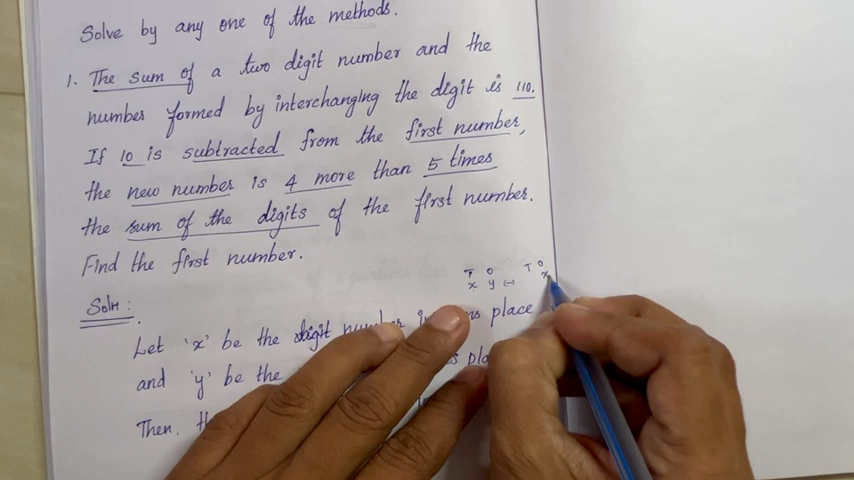 Solve by any one of the methods.
1. The sum of a two digit number and the
number formed by interchanging the digit is 110.
If 10 is subtracted from the first number,
the new number is 4 more than 5 times
the sum of the digits of the first number.
Find the first number.
T O T O
x y (-) x
Soln :
Let 'x' be the digit number in place
and 'y' be the
Then.